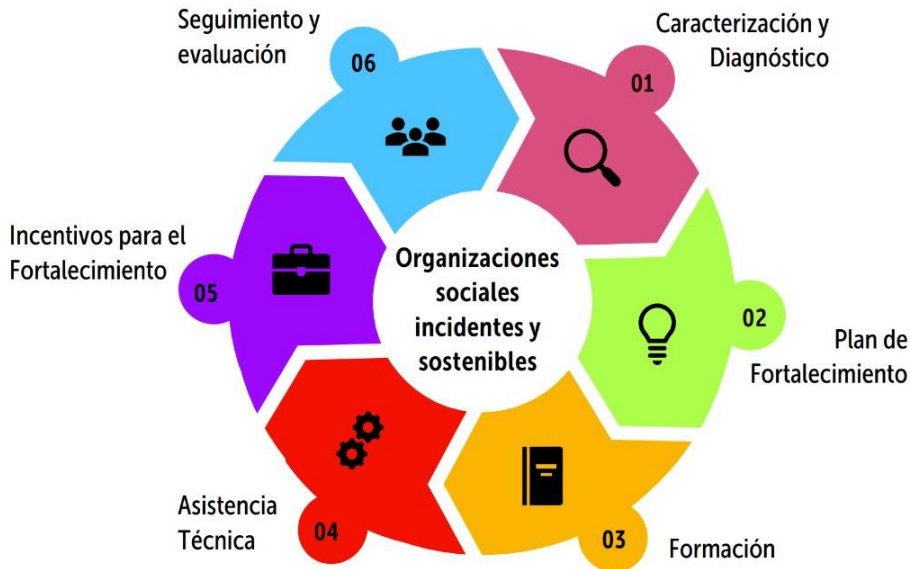 Seguimiento y
evaluación
06
Caracterización y
Diagnóstico
01
Incentivos para el
Fortalecimiento
05
Organizaciones
sociales
incidentes y
sostenibles
02
Plan de
Fortalecimiento
Asistencia
Técnica
04
03
Formación